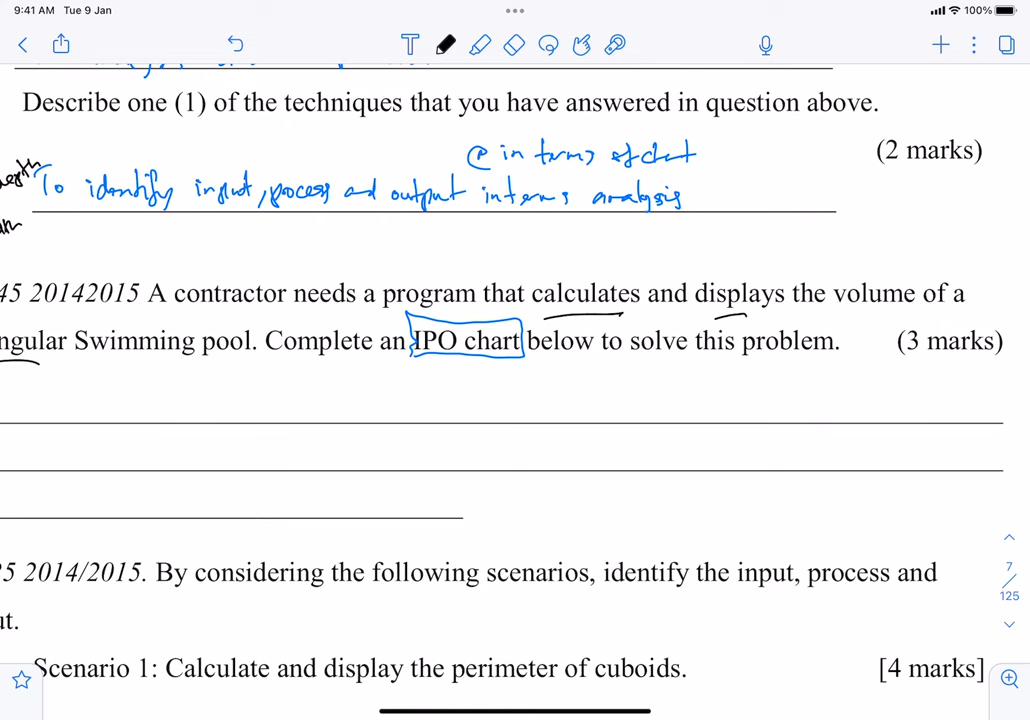 9:41 AM Tue 9 Jan
100%
Describe one (1) of the techniques that you have answered in question above.
(2 marks)
@ in terms of chart
To identify input, process and output in terms analysis
45 20142015 A contractor needs a program that calculates and displays the volume of a
ngular Swimming pool. Complete an IPO chart below to solve this problem. (3 marks)
25 2014/2015. By considering the following scenarios, identify the input, process and
ut.
Scenario 1: Calculate and display the perimeter of cuboids. [4 marks]
7
125